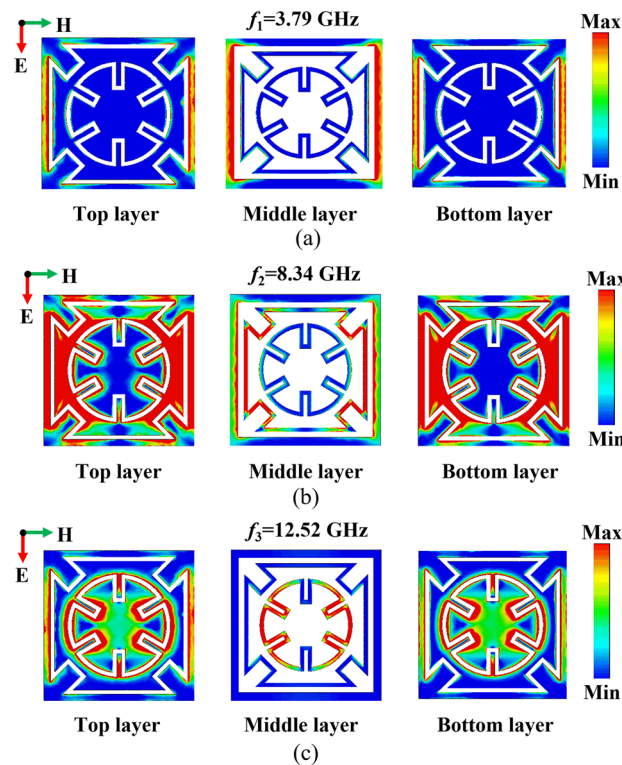 H
E
f₁=3.79 GHz
Max
Min
Top layer
Middle layer
Bottom layer
(a)
H
E
f₂=8.34 GHz
Max
Min
Top layer
Middle layer
Bottom layer
(b)
H
E
f₃=12.52 GHz
Max
Min
Top layer
Middle layer
Bottom layer
(c)